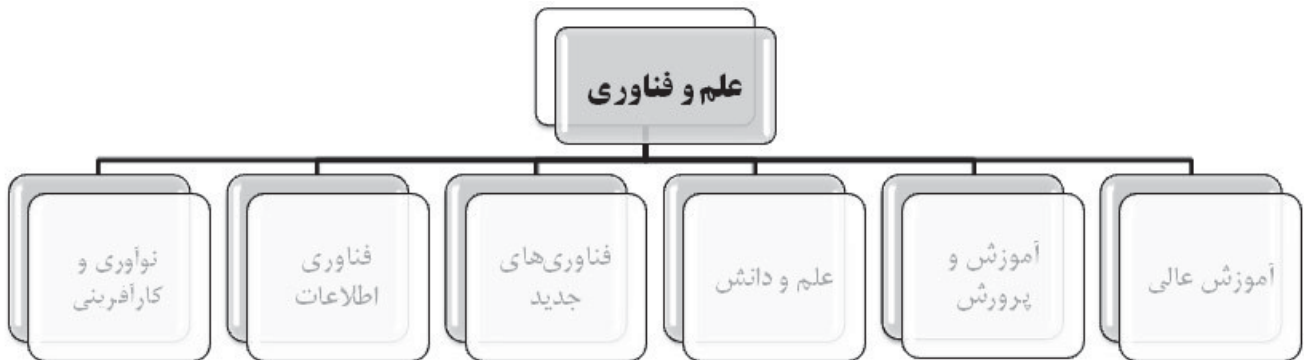 علم و فناوری
آموزش عالی
آموزش و
پرورش
علم و دانش
فناوری‌های
جدید
فناوری
اطلاعات
نوآوری و
کارآفرینی